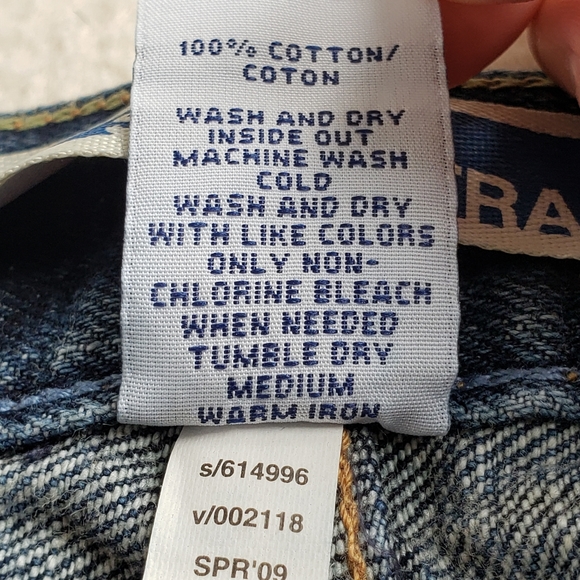 100% COTTON/
COTON
WASH AND DRY
INSIDE OUT
MACHINE WASH
COLD
WASH AND DRY
WITH LIKE COLORS
ONLY NON-
CHLORINE BLEACH
WHEN NEEDED
TUMBLE DRY
MEDIUM
WARM IRON
TRA
s/614996
v/002118
SPR'09